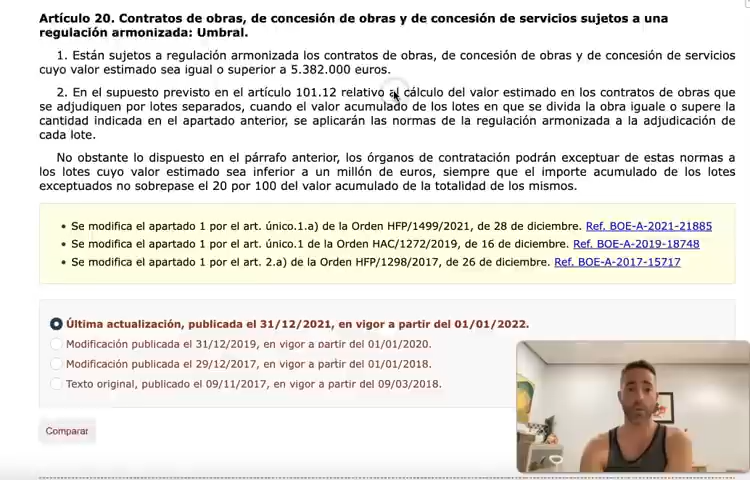 Artículo 20. Contratos de obras, de concesión de obras y de concesión de servicios sujetos a una
regulación armonizada: Umbral.
1. Están sujetos a regulación armonizada los contratos de obras, de concesión de obras y de concesión de servicios
cuyo valor estimado sea igual o superior a 5.382.000 euros.
2. En el supuesto previsto en el artículo 101.12 relativo al cálculo del valor estimado en los contratos de obras que
se adjudiquen por lotes separados, cuando el valor acumulado de los lotes en que se divida la obra iguale o supere la
cantidad indicada en el apartado anterior, se aplicarán las normas de la regulación armonizada a la adjudicación de
cada lote.
No obstante lo dispuesto en el párrafo anterior, los órganos de contratación podrán exceptuar de estas normas a
los lotes cuyo valor estimado sea inferior a un millón de euros, siempre que el importe acumulado de los lotes
exceptuados no sobrepase el 20 por 100 del valor acumulado de la totalidad de los mismos.
• Se modifica el apartado 1 por el art. único.1.a) de la Orden HFP/1499/2021, de 28 de diciembre. Ref. BOE-A-2021-21885
• Se modifica el apartado 1 por el art. único.1 de la Orden HAC/1272/2019, de 16 de diciembre. Ref. BOE-A-2019-18748
• Se modifica el apartado 1 por el art. 2.a) de la Orden HFP/1298/2017, de 26 de diciembre. Ref. BOE-A-2017-15717
Última actualización, publicada el 31/12/2021, en vigor a partir del 01/01/2022.
Modificación publicada el 31/12/2019, en vigor a partir del 01/01/2020.
Modificación publicada el 29/12/2017, en vigor a partir del 01/01/2018.
Texto original, publicado el 09/11/2017, en vigor a partir del 09/03/2018.
Comparar